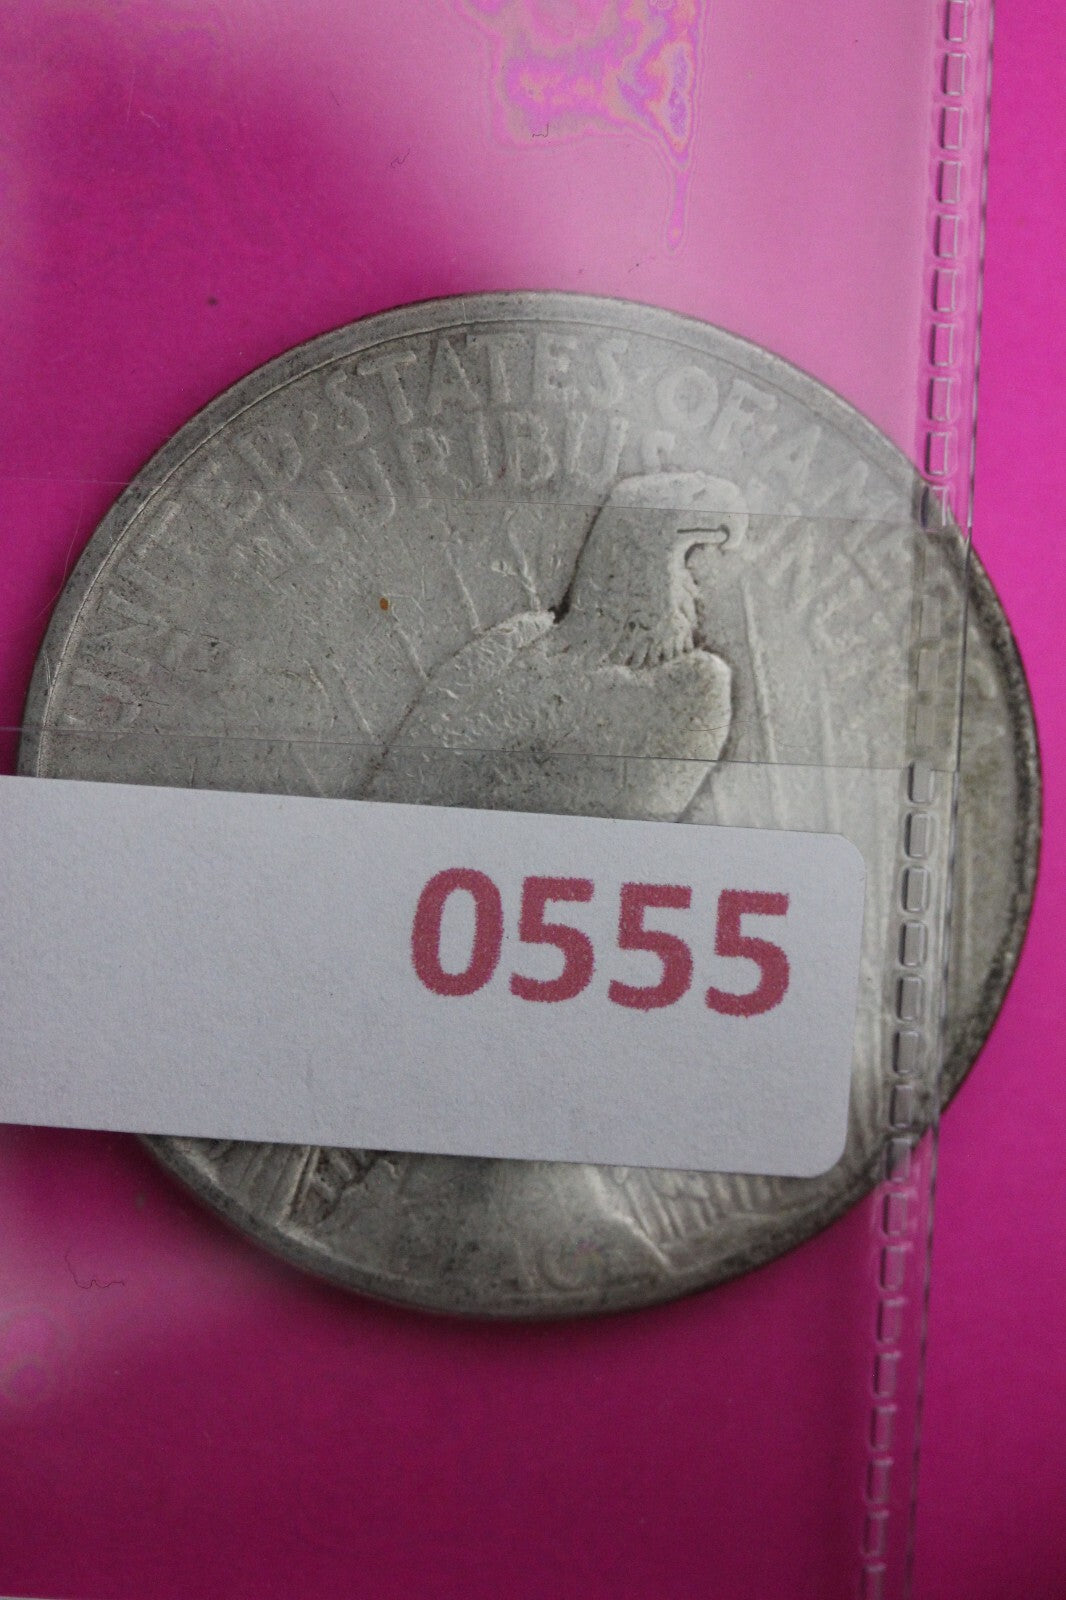 UNITED·STATES·OF·AMERICA
E PLURIBUS UNUM
0555